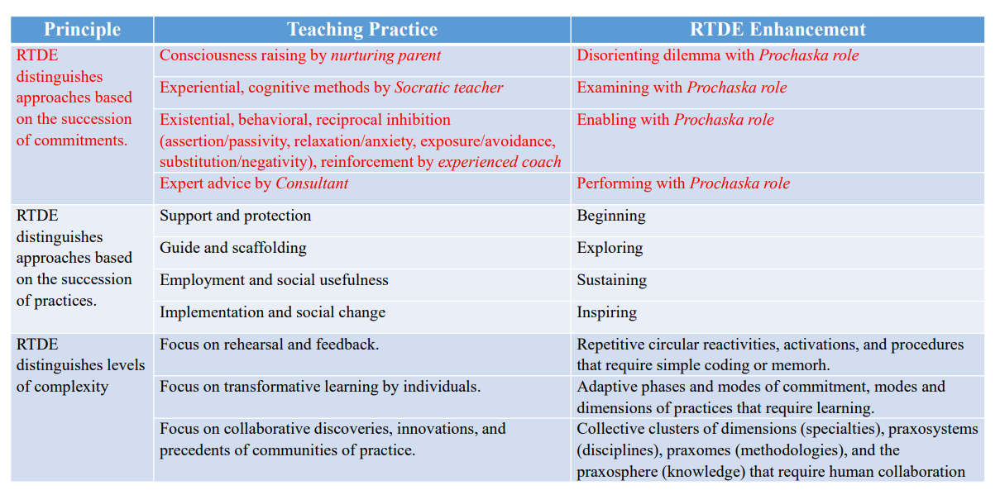 Principle Teaching Practice RTDE Enhancement
RTDE
distinguishes
approaches based
on the succession
of commitments.
Consciousness raising by nurturing parent
Disorienting dilemma with Prochaska role
Experiential, cognitive methods by Socratic teacher
Examining with Prochaska role
Existential, behavioral, reciprocal inhibition
(assertion/passivity, relaxation/anxiety, exposure/avoidance,
substitution/negativity), reinforcement by experienced coach
Enabling with Prochaska role
Expert advice by Consultant
Performing with Prochaska role
RTDE
distinguishes
approaches based
on the succession
of practices.
Support and protection
Beginning
Guide and scaffolding
Exploring
Employment and social usefulness
Sustaining
Implementation and social change
Inspiring
RTDE
distinguishes levels
of complexity
Focus on rehearsal and feedback.
Repetitive circular reactivities, activations, and procedures
that require simple coding or memorh.
Focus on transformative learning by individuals.
Adaptive phases and modes of commitment, modes and
dimensions of practices that require learning.
Focus on collaborative discoveries, innovations, and
precedents of communities of practice.
Collective clusters of dimensions (specialties), praxosystems
(disciplines), praxomes (methodologies), and the
praxosphere (knowledge) that require human collaboration